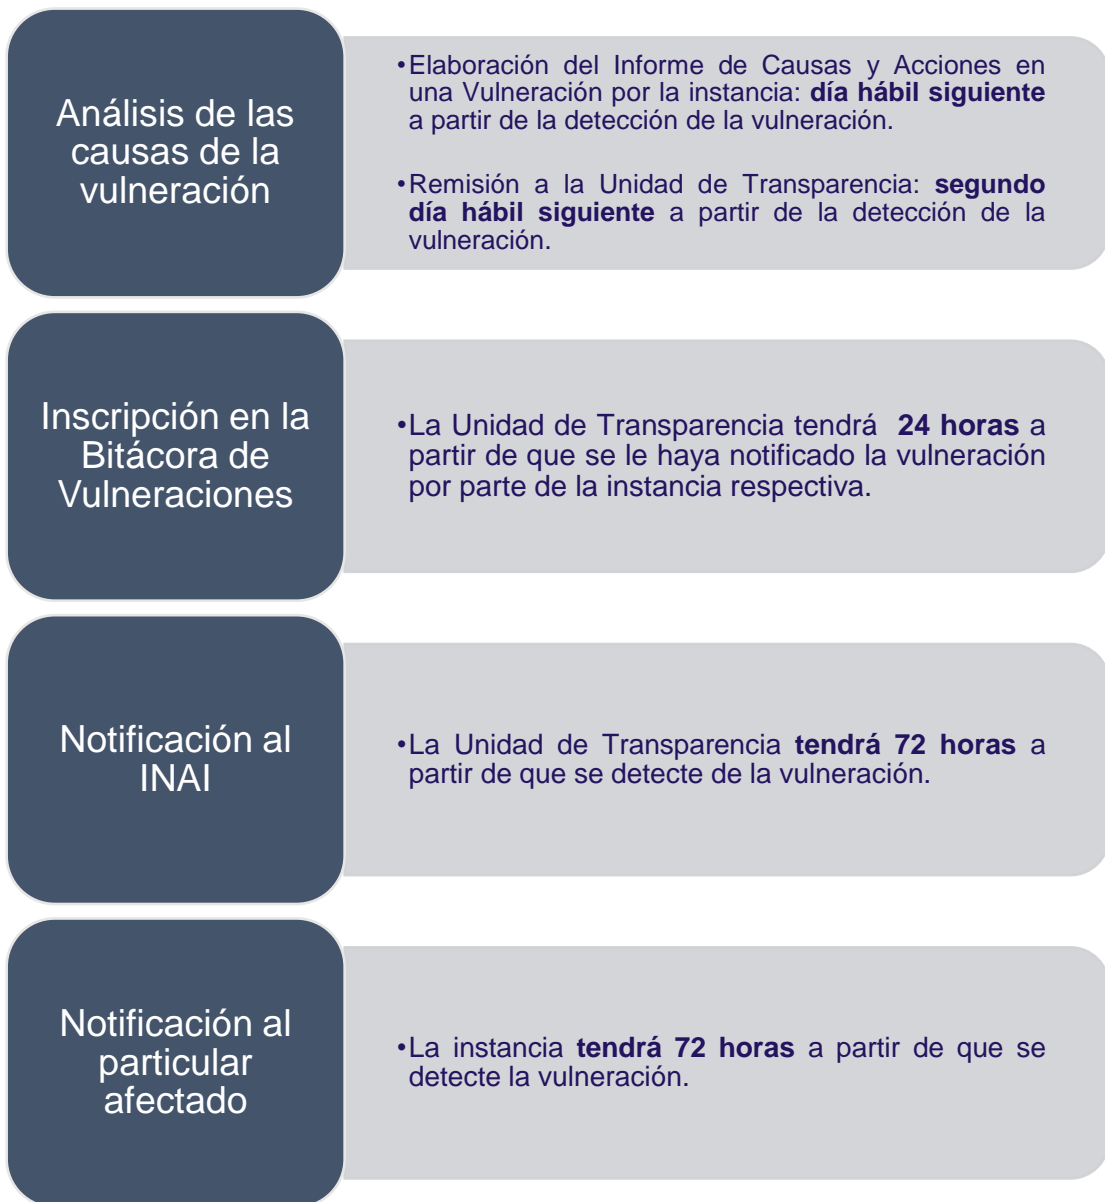 Análisis de las
causas de la
vulneración
•Elaboración del Informe de Causas y Acciones en
una Vulneración por la instancia: día hábil siguiente
a partir de la detección de la vulneración.
•Remisión a la Unidad de Transparencia: segundo
día hábil siguiente a partir de la detección de la
vulneración.
Inscripción en la
Bitácora de
Vulneraciones
•La Unidad de Transparencia tendrá 24 horas a
partir de que se le haya notificado la vulneración
por parte de la instancia respectiva.
Notificación al
INAI
•La Unidad de Transparencia tendrá 72 horas a
partir de que se detecte de la vulneración.
Notificación al
particular
afectado
•La instancia tendrá 72 horas a partir de que se
detecte la vulneración.